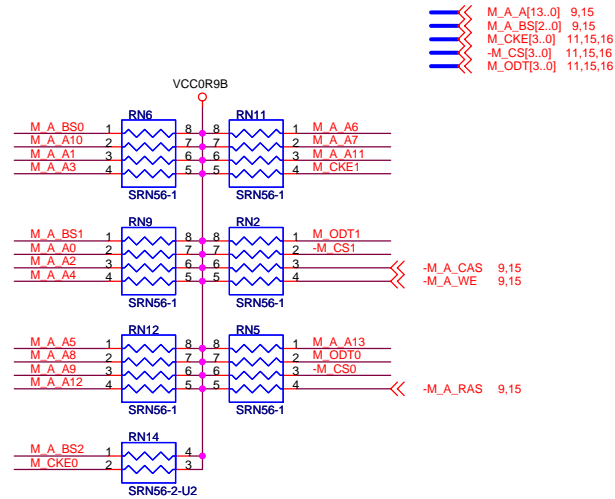 M_A_A[13..0] 9,15
M_A_BS[2..0] 9,15
M_CKE[3..0] 11,15,16
-M_CS[3..0] 11,15,16
M_ODT[3..0] 11,15,16
VCC0R9B
RN6 RN11
M_A_BS0 1 8 8 1 M_A_A6
M_A_A10 2 7 7 2 M_A_A7
M_A_A1 3 6 6 3 M_A_A11
M_A_A3 4 5 5 4 M_CKE1
SRN56-1 SRN56-1
RN9 RN2
M_A_BS1 1 8 8 1 M_ODT1
M_A_A0 2 7 7 2 -M_CS1
M_A_A2 3 6 6 3 -M_A_CAS 9,15
M_A_A4 4 5 5 4 -M_A_WE 9,15
SRN56-1 SRN56-1
RN12 RN5
M_A_A5 1 8 8 1 M_A_A13
M_A_A8 2 7 7 2 M_ODT0
M_A_A9 3 6 6 3 -M_CS0
M_A_A12 4 5 5 4 -M_A_RAS 9,15
SRN56-1 SRN56-1
RN14
M_A_BS2 1 4
M_CKE0 2 3
SRN56-2-U2